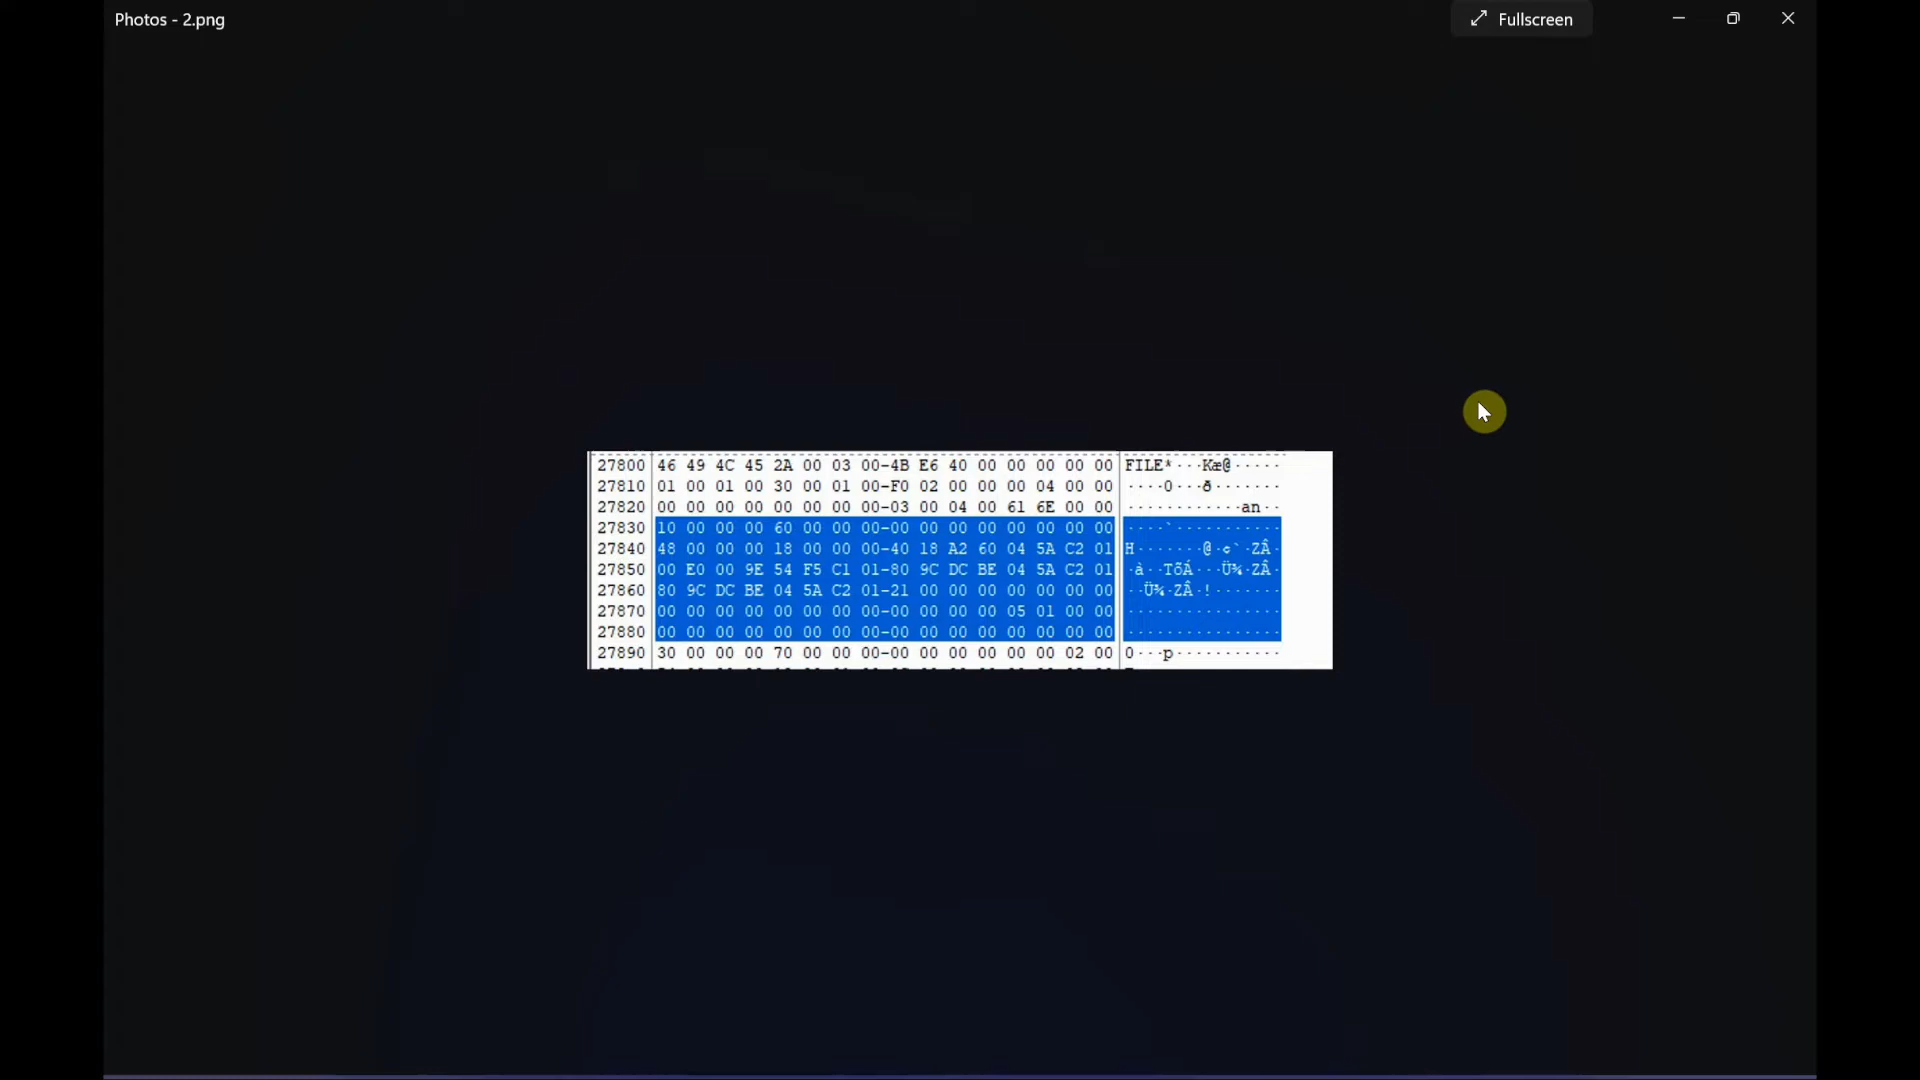 Photos - 2.png
Fullscreen
27800 46 49 4C 45 2A 00 03 00-4B E6 40 00 00 00 00 00 FILE*···Kæ@·····
27810 01 00 01 00 30 00 01 00-F0 02 00 00 00 04 00 00 ····0···ð·······
27820 00 00 00 00 00 00 00 00-03 00 04 00 61 6E 00 00 ············an··
27830 10 00 00 00 60 00 00 00-00 00 00 00 00 00 00 00 ····`···········
27840 48 00 00 00 18 00 00 00-40 18 A2 60 04 5A C2 01 H·······@·¢`·ZÂ·
27850 00 E0 00 9E 54 F5 C1 01-80 9C DC BE 04 5A C2 01 ·à··TõÁ···Ü¾·ZÂ·
27860 80 9C DC BE 04 5A C2 01-21 00 00 00 00 00 00 00 ··Ü¾·ZÂ·!·······
27870 00 00 00 00 00 00 00 00-00 00 00 00 05 01 00 00 ················
27880 00 00 00 00 00 00 00 00-00 00 00 00 00 00 00 00 ················
27890 30 00 00 00 70 00 00 00-00 00 00 00 00 00 02 00 0···p···········